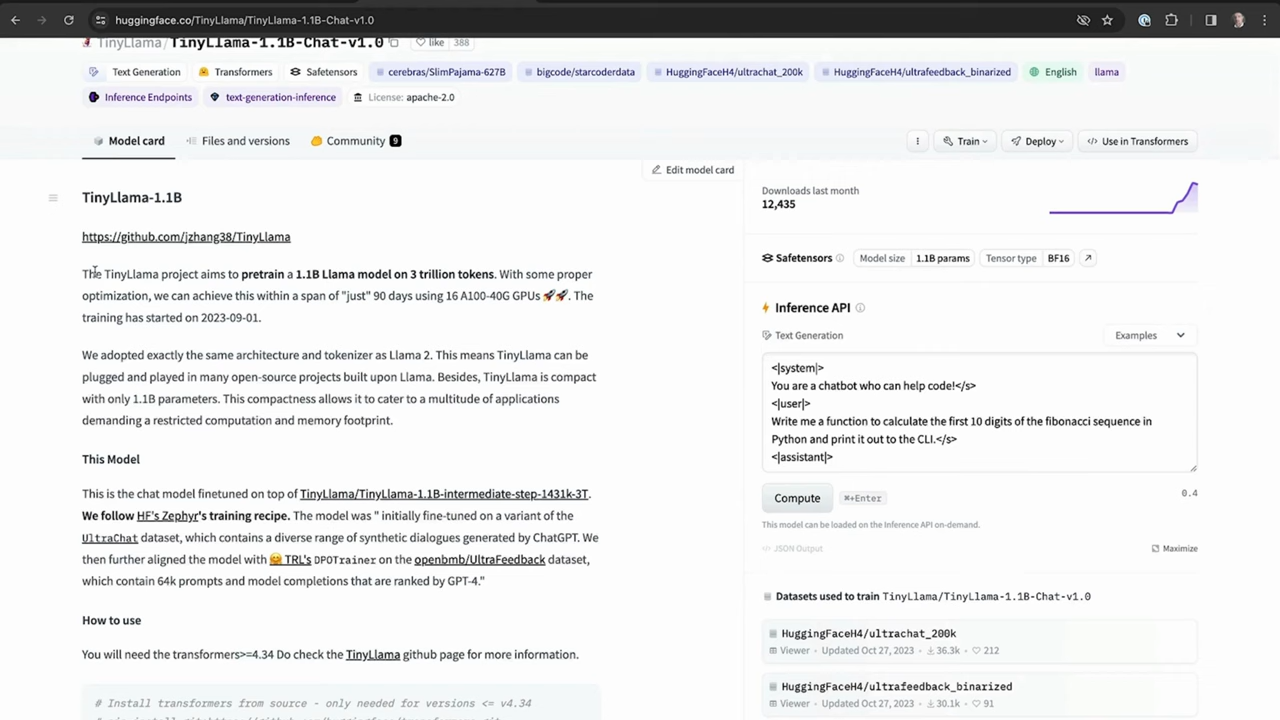 huggingface.co/TinyLlama/TinyLlama-1.1B-Chat-v1.0
TinyLlama/TinyLlama-1.1B-Chat-v1.0 like 388
Text Generation Transformers Safetensors cerebras/SlimPajama-627B bigcode/starcoderdata HuggingFaceH4/ultrachat_200k HuggingFaceH4/ultrafeedback_binarized English llama
Inference Endpoints text-generation-inference License: apache-2.0
Model card Files and versions Community 9 Train Deploy Use in Transformers
Edit model card
TinyLlama-1.1B
https://github.com/jzhang38/TinyLlama
The TinyLlama project aims to pretrain a 1.1B Llama model on 3 trillion tokens. With some proper
optimization, we can achieve this within a span of "just" 90 days using 16 A100-40G GPUs 🚀🚀. The
training has started on 2023-09-01.
We adopted exactly the same architecture and tokenizer as Llama 2. This means TinyLlama can be
plugged and played in many open-source projects built upon Llama. Besides, TinyLlama is compact
with only 1.1B parameters. This compactness allows it to cater to a multitude of applications
demanding a restricted computation and memory footprint.
This Model
This is the chat model finetuned on top of TinyLlama/TinyLlama-1.1B-intermediate-step-1431k-3T.
We follow HF's Zephyr's training recipe. The model was " initially fine-tuned on a variant of the
UltraChat dataset, which contains a diverse range of synthetic dialogues generated by ChatGPT. We
then further aligned the model with 🤗 TRL's DPOTrainer on the openbmb/UltraFeedback dataset,
which contain 64k prompts and model completions that are ranked by GPT-4."
How to use
You will need the transformers>=4.34 Do check the TinyLlama github page for more information.
# Install transformers from source - only needed for versions <= v4.34
Downloads last month
12,435
Safetensors Model size 1.1B params Tensor type BF16
Inference API
Text Generation Examples
<|system|>
You are a chatbot who can help code!</s>
<|user|>
Write me a function to calculate the first 10 digits of the fibonacci sequence in
Python and print it out to the CLI.</s>
<|assistant|>
Compute ⌘+Enter 0.4
This model can be loaded on the Inference API on-demand.
JSON Output Maximize
Datasets used to train TinyLlama/TinyLlama-1.1B-Chat-v1.0
HuggingFaceH4/ultrachat_200k
Viewer • Updated Oct 27, 2023 • 36.3k • 212
HuggingFaceH4/ultrafeedback_binarized
Viewer • Updated Oct 27, 2023 • 30.1k • 91